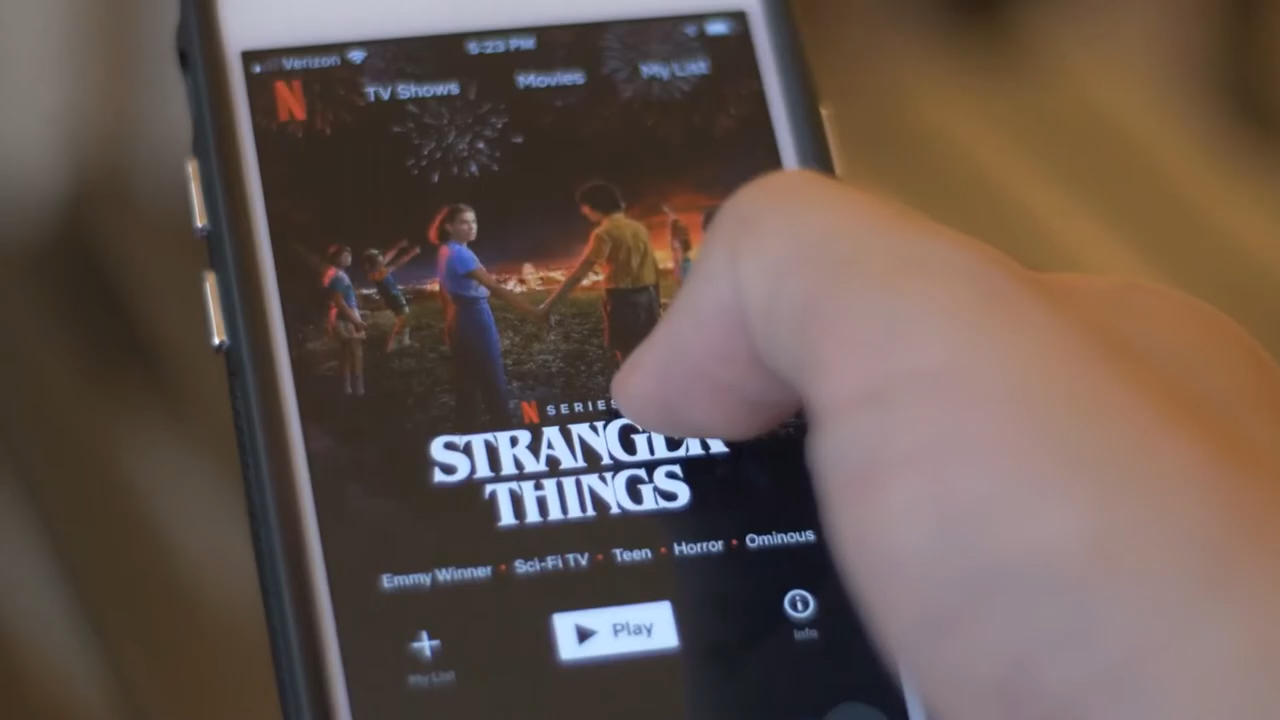 Verizon 5:23 PM
N TV Shows Movies My List
N SERIES
STRANGER
THINGS
Emmy Winner • Sci-Fi TV • Teen • Horror • Ominous
Play
My List
Info